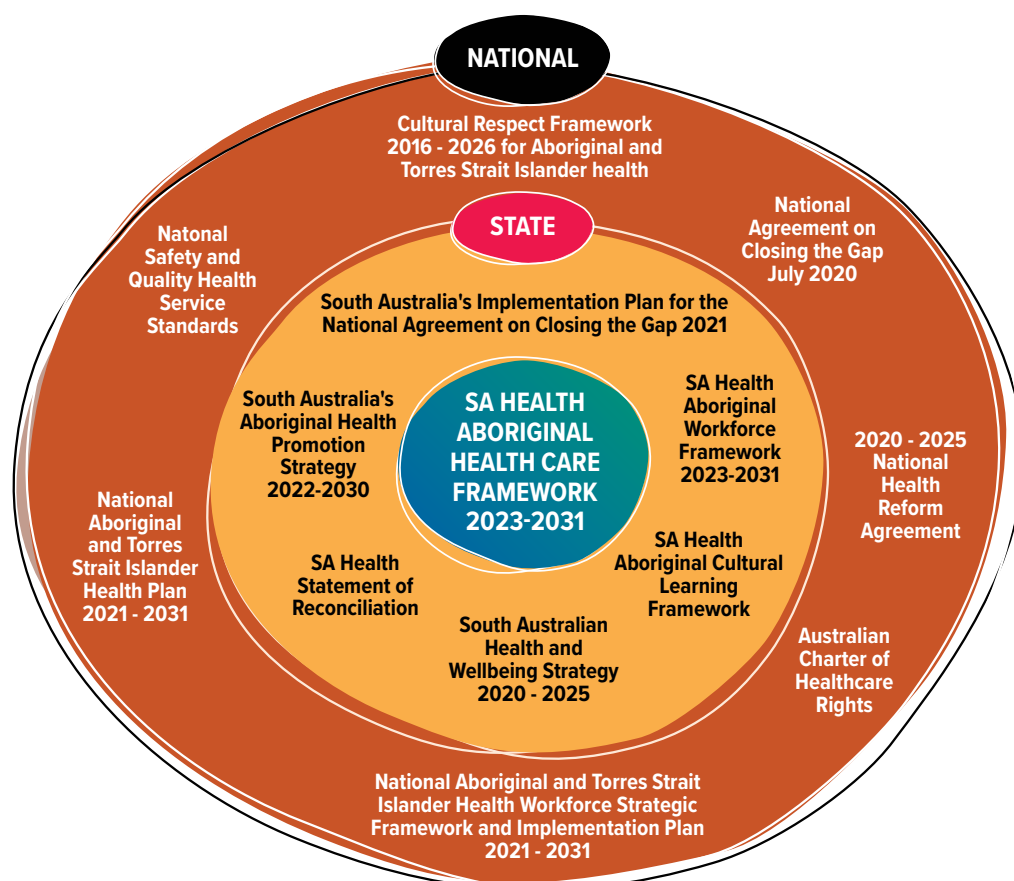 NATIONAL
Cultural Respect Framework
2016 - 2026 for Aboriginal and
Torres Strait Islander health
National
Agreement on
Closing the Gap
July 2020
2020 - 2025
National
Health
Reform
Agreement
Australian
Charter of
Healthcare
Rights
National Aboriginal and Torres Strait
Islander Health Workforce Strategic
Framework and Implementation Plan
2021 - 2031
National
Aboriginal
and Torres
Strait Islander
Health Plan
2021 - 2031
Natonal
Safety and
Quality Health
Service
Standards
STATE
South Australia's Implementation Plan for the
National Agreement on Closing the Gap 2021
SA Health
Aboriginal
Workforce
Framework
2023-2031
SA Health
Aboriginal Cultural
Learning
Framework
South Australian
Health and
Wellbeing Strategy
2020 - 2025
SA Health
Statement of
Reconciliation
South Australia's
Aboriginal Health
Promotion
Strategy
2022-2030
SA HEALTH
ABORIGINAL
HEALTH CARE
FRAMEWORK
2023-2031